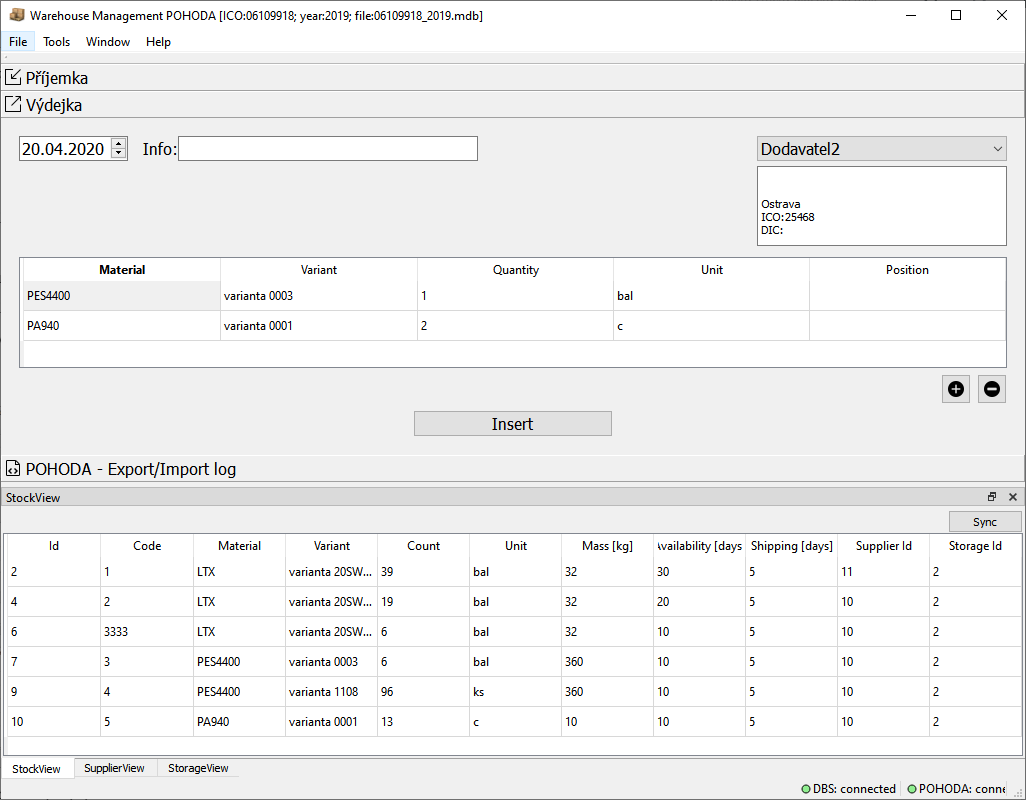 Warehouse Management POHODA [ICO:06109918; year:2019; file:06109918_2019.mdb]
File Tools Window Help
Příjemka
Výdejka
20.04.2020 Info: Dodavatel2
Ostrava
ICO:25468
DIC:
Material Variant Quantity Unit Position
PES4400 varianta 0003 1 bal
PA940 varianta 0001 2 c
Insert
POHODA - Export/Import log
StockView
Sync
Id Code Material Variant Count Unit Mass [kg] Availability [days Shipping [days] Supplier Id Storage Id
2 1 LTX varianta 20SW... 39 bal 32 30 5 11 2
4 2 LTX varianta 20SW... 19 bal 32 20 5 10 2
6 3333 LTX varianta 20SW... 6 bal 32 10 5 10 2
7 3 PES4400 varianta 0003 6 bal 360 10 5 10 2
9 4 PES4400 varianta 1108 96 ks 360 10 5 10 2
10 5 PA940 varianta 0001 13 c 10 10 5 10 2
StockView SupplierView StorageView
DBS: connected POHODA: conne